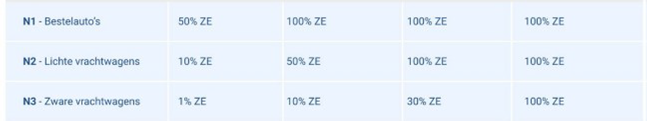 N1 - Bestelauto's 50% ZE 100% ZE 100% ZE 100% ZE
N2 - Lichte vrachtwagens 10% ZE 50% ZE 100% ZE 100% ZE
N3 - Zware vrachtwagens 1% ZE 10% ZE 30% ZE 100% ZE